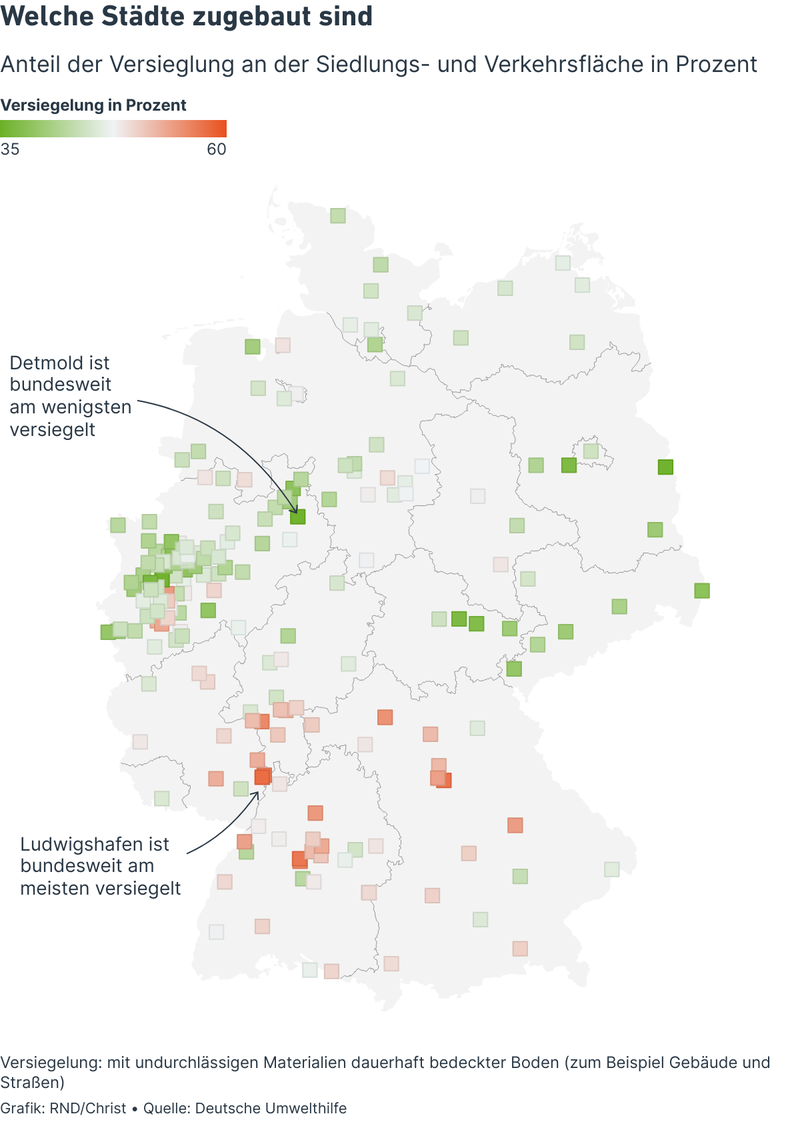 Welche Städte zugebaut sind
Anteil der Versieglung an der Siedlungs- und Verkehrsfläche in Prozent
Versiegelung in Prozent
35 60
Detmold ist
bundesweit
am wenigsten
versiegelt
Ludwigshafen ist
bundesweit am
meisten versiegelt
Versiegelung: mit undurchlässigen Materialien dauerhaft bedeckter Boden (zum Beispiel Gebäude und
Straßen)
Grafik: RND/Christ • Quelle: Deutsche Umwelthilfe